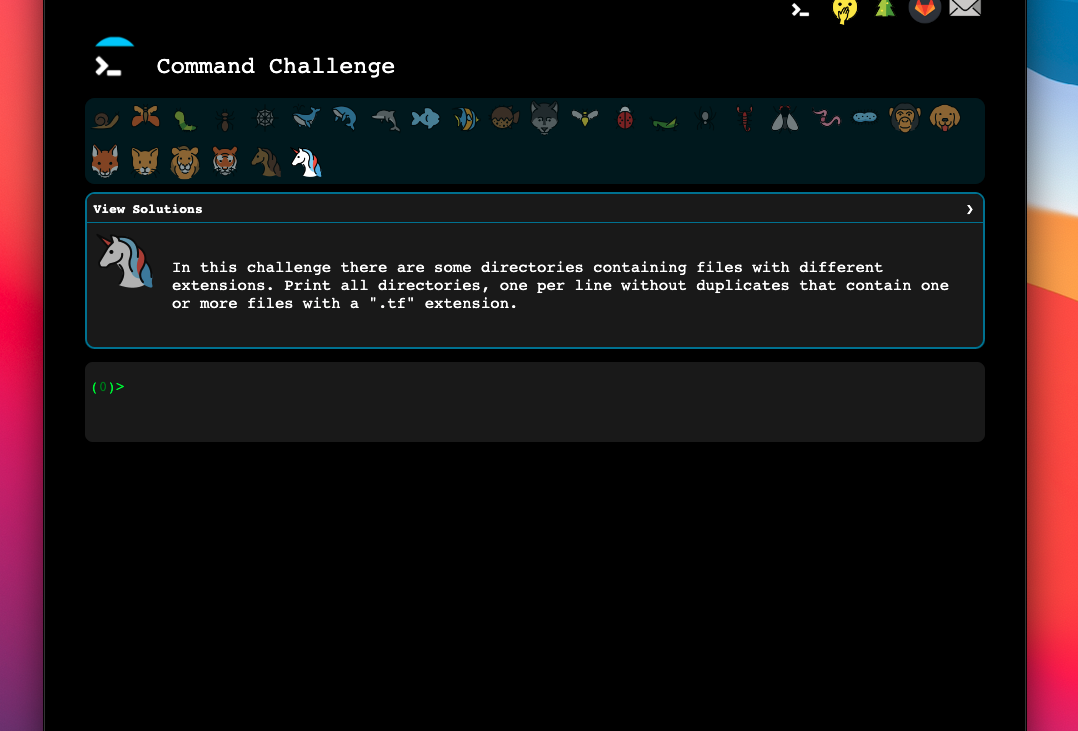 Command Challenge
View Solutions ❯
In this challenge there are some directories containing files with different
extensions. Print all directories, one per line without duplicates that contain one
or more files with a ".tf" extension.
(0)>